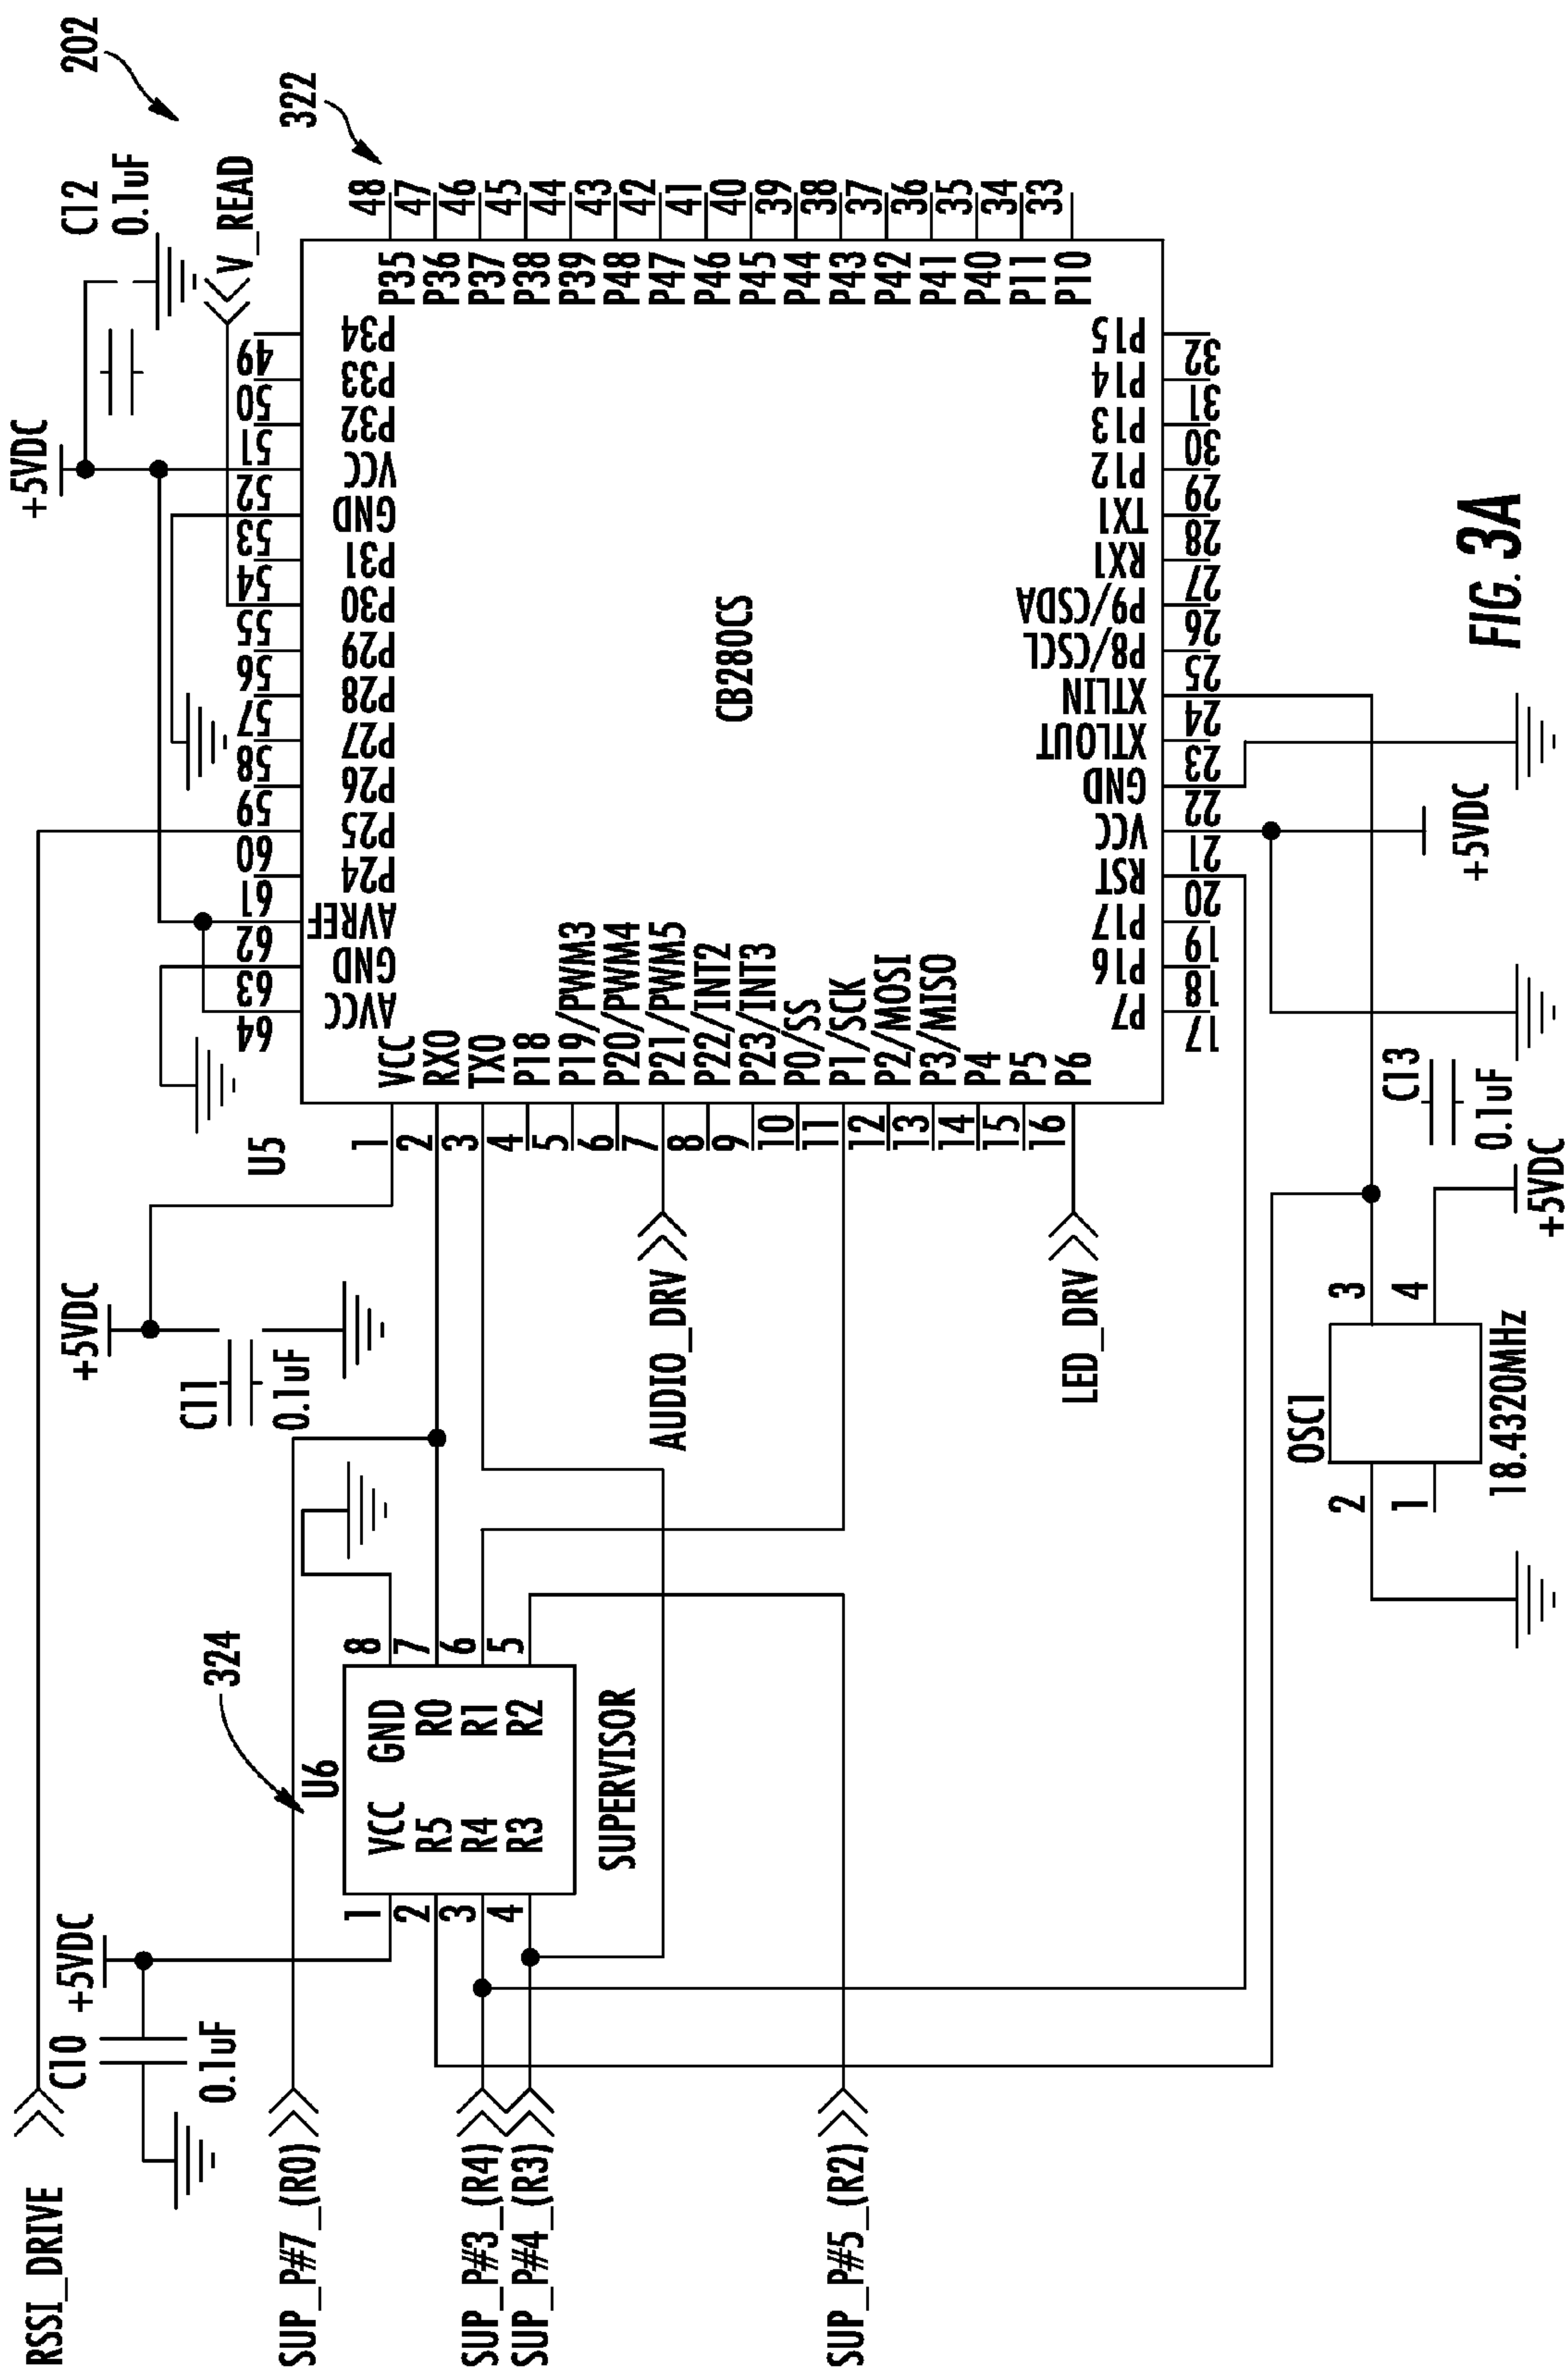 202
C12
0.1uF
V_READ
322
+5VDC
RSSI_DRIVE
+5VDC
C10
0.1uF
324
+5VDC
C11
0.1uF
U5
64
63
62
61
60
59
58
57
56
55
54
53
52
51
50
49
AVCC
GND
AVREF
P24
P25
P26
P27
P28
P29
P30
P31
GND
VCC
P32
P33
P34
1 VCC
2 RX0
3 TX0
4 P18
5 P19/PWM3
6 P20/PWM4
7 P21/PWM5
8 P22/INT2
9 P23/INT3
10 P0/SS
11 P1/SCK
12 P2/MOSI
13 P3/MISO
14 P4
15 P5
16 P6
CB280CS
P35 48
P36 47
P37 46
P38 45
P39 44
P48 43
P47 42
P46 41
P45 40
P44 39
P43 38
P42 37
P41 36
P40 35
P11 34
P10 33
P7
P16
P17
RST
VCC
GND
XTLOUT
XTLIN
P8/CSCL
P9/CSDA
RX1
TX1
P12
P13
P14
P15
17
18
19
20
21
22
23
24
25
26
27
28
29
30
31
32
U6
1 VCC GND 8
2 R5 R0 7
3 R4 R1 6
4 R3 R2 5
SUPERVISOR
SUP_P#7_(R0)
SUP_P#3_(R4)
SUP_P#4_(R3)
SUP_P#5_(R2)
AUDIO_DRV
LED_DRV
OSC1
2 3
1 4
18.4320MHz
+5VDC
C13
0.1uF
+5VDC
FIG. 3A